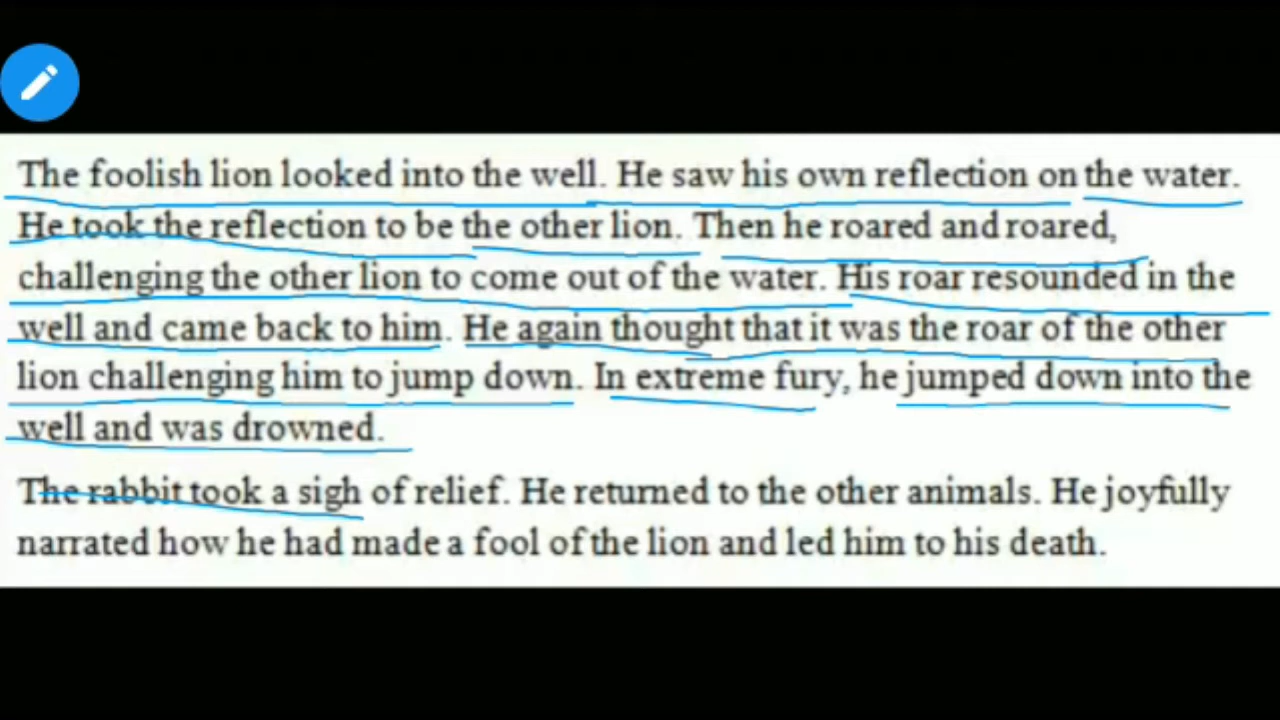 The foolish lion looked into the well. He saw his own reflection on the water.
He took the reflection to be the other lion. Then he roared and roared,
challenging the other lion to come out of the water. His roar resounded in the
well and came back to him. He again thought that it was the roar of the other
lion challenging him to jump down. In extreme fury, he jumped down into the
well and was drowned.
The rabbit took a sigh of relief. He returned to the other animals. He joyfully
narrated how he had made a fool of the lion and led him to his death.